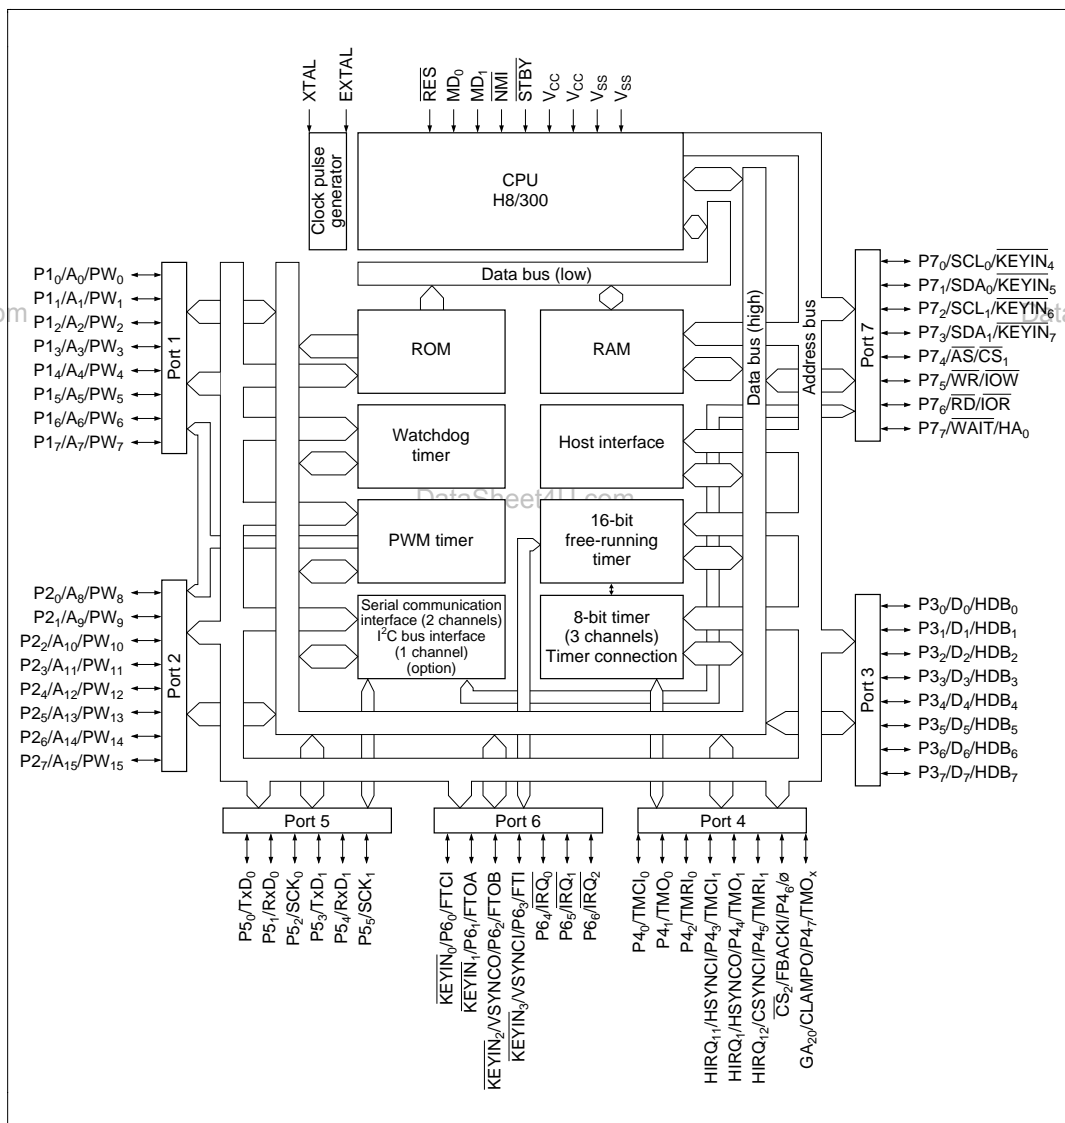 XTAL
EXTAL
RES
MD0
MD1
NMI
STBY
VCC
VCC
VSS
VSS
Clock pulse
generator
CPU
H8/300
Data bus (low)
Data bus (high)
Address bus
P10/A0/PW0
P11/A1/PW1
P12/A2/PW2
P13/A3/PW3
P14/A4/PW4
P15/A5/PW5
P16/A6/PW6
P17/A7/PW7
Port 1
ROM
RAM
Port 7
P70/SCL0/KEYIN4
P71/SDA0/KEYIN5
P72/SCL1/KEYIN6
P73/SDA1/KEYIN7
P74/AS/CS1
P75/WR/IOW
P76/RD/IOR
P77/WAIT/HA0
om
Data
Watchdog
timer
Host interface
DataSheet4U.com
PWM timer
16-bit
free-running
timer
P20/A8/PW8
P21/A9/PW9
P22/A10/PW10
P23/A11/PW11
P24/A12/PW12
P25/A13/PW13
P26/A14/PW14
P27/A15/PW15
Port 2
Serial communication
interface (2 channels)
I2C bus interface
(1 channel)
(option)
8-bit timer
(3 channels)
Timer connection
Port 3
P30/D0/HDB0
P31/D1/HDB1
P32/D2/HDB2
P33/D3/HDB3
P34/D4/HDB4
P35/D5/HDB5
P36/D6/HDB6
P37/D7/HDB7
Port 5
Port 6
Port 4
P50/TxD0
P51/RxD0
P52/SCK0
P53/TxD1
P54/RxD1
P55/SCK1
KEYIN0/P60/FTCI
KEYIN1/P61/FTOA
KEYIN2/VSYNCO/P62/FTOB
KEYIN3/VSYNCI/P63/FTI
P64/IRQ0
P65/IRQ1
P66/IRQ2
P40/TMCI0
P41/TMO0
P42/TMRI0
HIRQ11/HSYNCI/P43/TMCI1
HIRQ1/HSYNCO/P44/TMO1
HIRQ12/CSYNCI/P45/TMRI1
CS2/FBACKI/P46/ø
GA20/CLAMPO/P47/TMOx